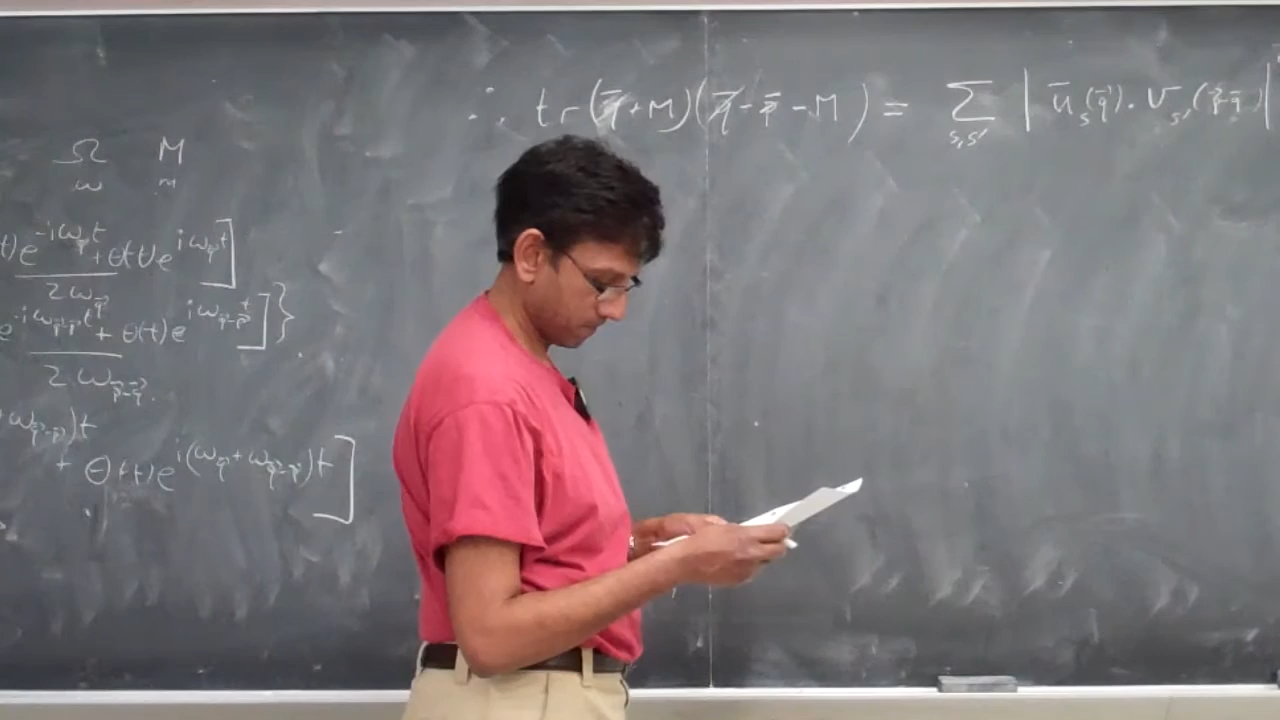 ∴ tr(q̸+M)(q̸-p̸-M) = Σ_{s,s'} | ū_s(q⃗). v_{s'}(p⃗-q⃗) |
Ω M
ω m
t)e^{-iω_q⃗ t} + θ(t)e^{iω_q⃗ t}]
2ω_q⃗
e^{-iω_{q⃗-p⃗} t} + θ(t)e^{iω_{q⃗-p⃗} t}]}
2ω_{p⃗-q⃗}.
ω_{q⃗-p⃗})t
+ θ(t)e^{i(ω_q⃗+ω_{q⃗-p⃗})t}]